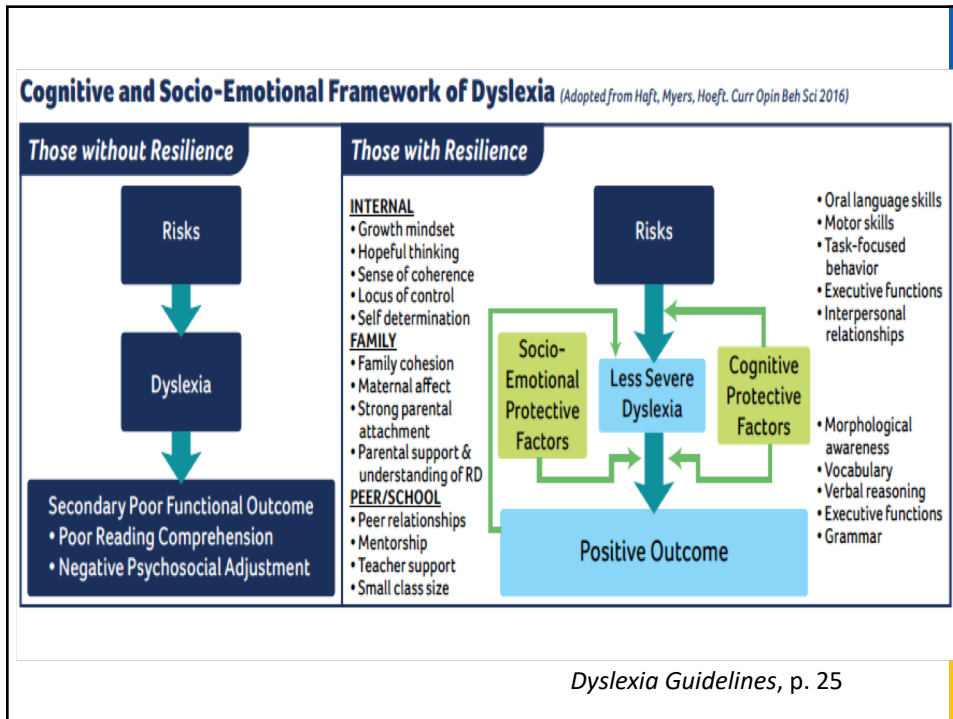 Cognitive and Socio-Emotional Framework of Dyslexia (Adopted from Haft, Myers, Hoeft. Curr Opin Beh Sci 2016)
Those without Resilience
Risks
Dyslexia
Secondary Poor Functional Outcome
• Poor Reading Comprehension
• Negative Psychosocial Adjustment
Those with Resilience
INTERNAL
• Growth mindset
• Hopeful thinking
• Sense of coherence
• Locus of control
• Self determination
FAMILY
• Family cohesion
• Maternal affect
• Strong parental
attachment
• Parental support &
understanding of RD
PEER/SCHOOL
• Peer relationships
• Mentorship
• Teacher support
• Small class size
Risks
Socio-
Emotional
Protective
Factors
Less Severe
Dyslexia
Cognitive
Protective
Factors
Positive Outcome
• Oral language skills
• Motor skills
• Task-focused
behavior
• Executive functions
• Interpersonal
relationships
• Morphological
awareness
• Vocabulary
• Verbal reasoning
• Executive functions
• Grammar
Dyslexia Guidelines, p. 25